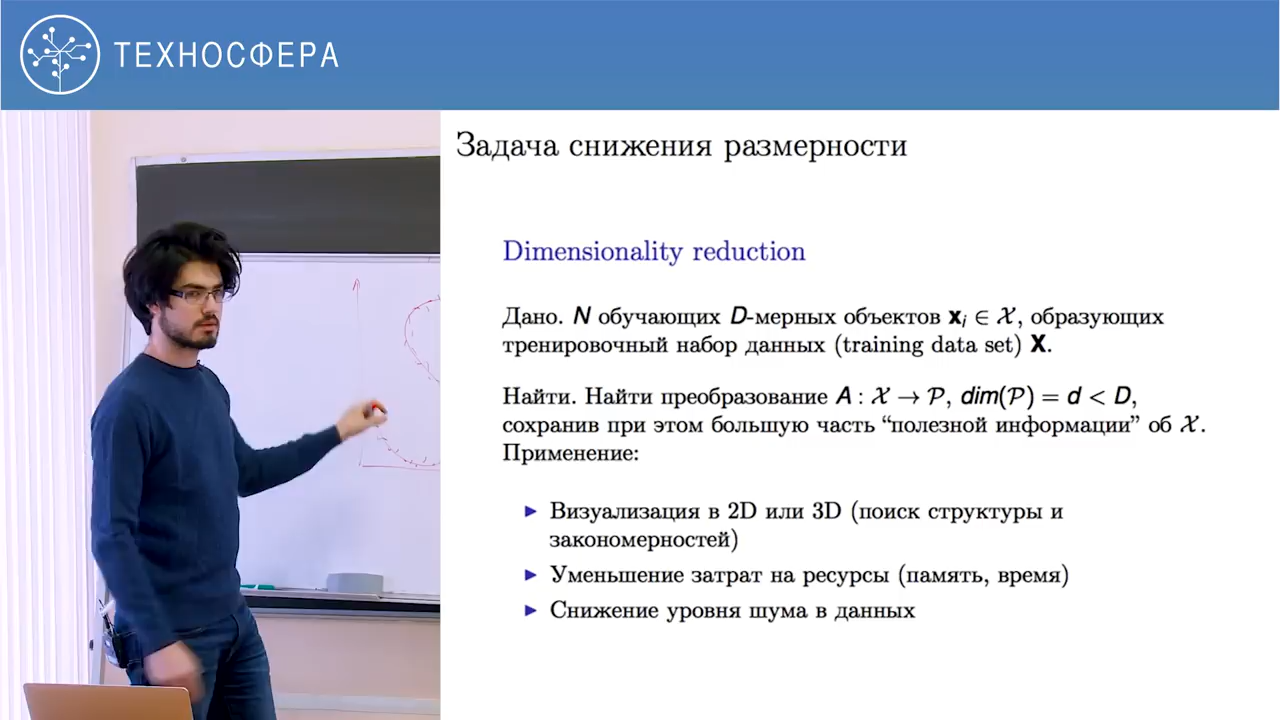 ТЕХНОСФЕРА
Задача снижения размерности
Dimensionality reduction
Дано. N обучающих D-мерных объектов xᵢ ∈ 𝒳, образующих
тренировочный набор данных (training data set) X.
Найти. Найти преобразование A : 𝒳 → 𝒫, dim(𝒫) = d < D,
сохранив при этом большую часть “полезной информации” об 𝒳.
Применение:
▶ Визуализация в 2D или 3D (поиск структуры и
закономерностей)
▶ Уменьшение затрат на ресурсы (память, время)
▶ Снижение уровня шума в данных